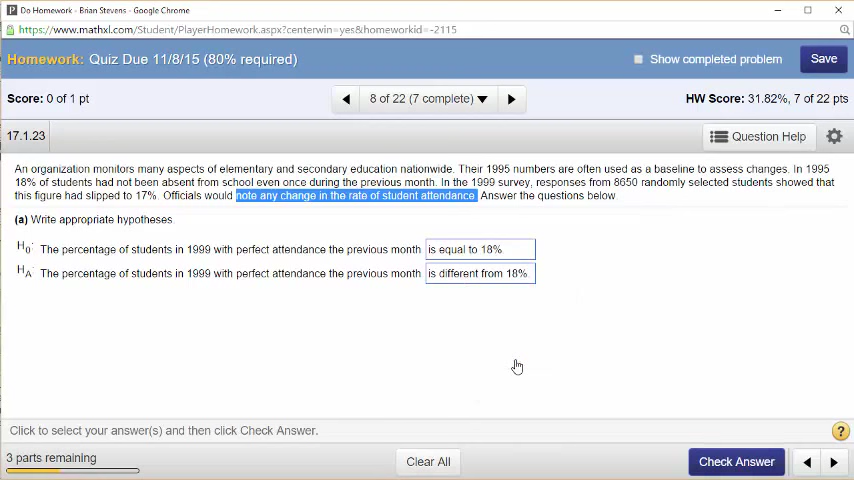 Do Homework - Brian Stevens - Google Chrome
https://www.mathxl.com/Student/PlayerHomework.aspx?centerwin=yes&homeworkid=-2115
Homework: Quiz Due 11/8/15 (80% required)
Show completed problem
Save
Score: 0 of 1 pt
8 of 22 (7 complete)
HW Score: 31.82%, 7 of 22 pts
17.1.23
Question Help
An organization monitors many aspects of elementary and secondary education nationwide. Their 1995 numbers are often used as a baseline to assess changes. In 1995
18% of students had not been absent from school even once during the previous month. In the 1999 survey, responses from 8650 randomly selected students showed that
this figure had slipped to 17%. Officials would note any change in the rate of student attendance. Answer the questions below.
(a) Write appropriate hypotheses.
H0: The percentage of students in 1999 with perfect attendance the previous month is equal to 18%
HA: The percentage of students in 1999 with perfect attendance the previous month is different from 18%
Click to select your answer(s) and then click Check Answer.
?
3 parts remaining
Clear All
Check Answer